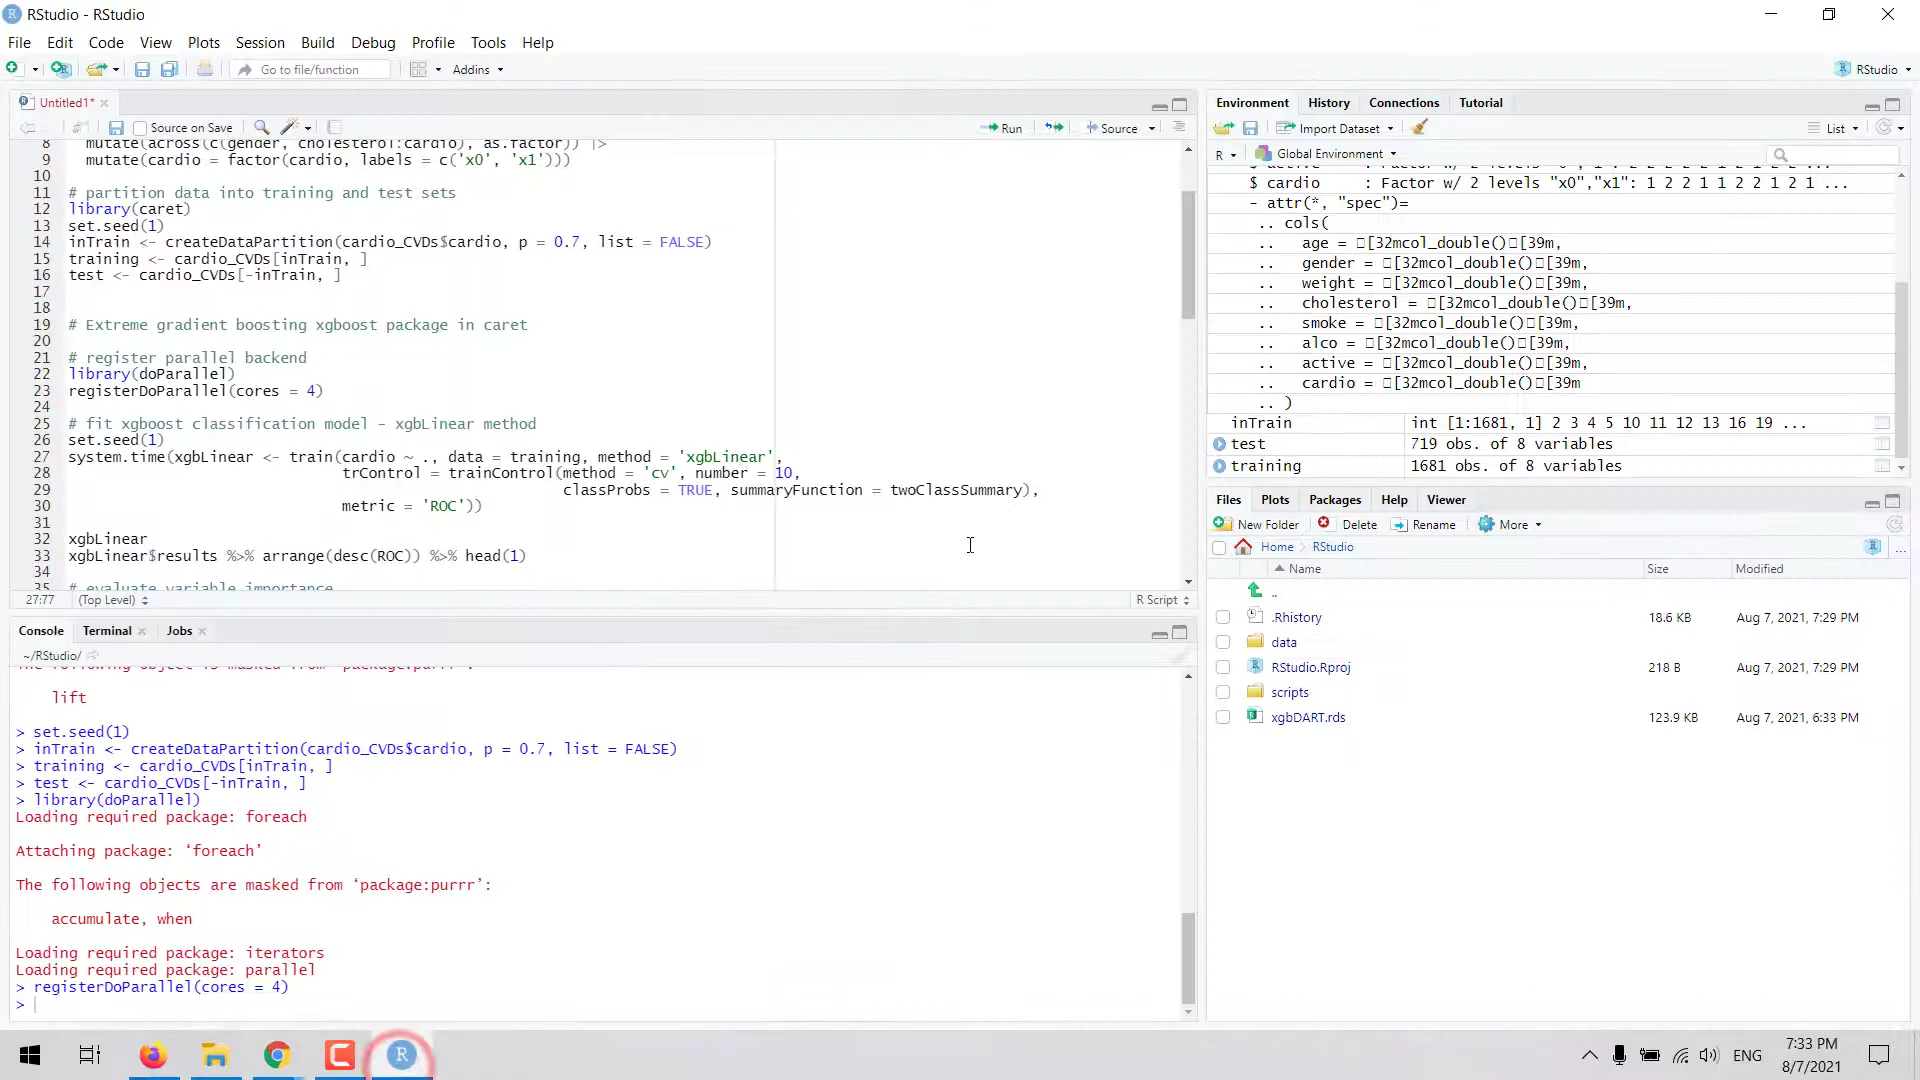 RStudio - RStudio
File Edit Code View Plots Session Build Debug Profile Tools Help
Go to file/function Addins RStudio
Untitled1*
Source on Save Run Source
8 mutate(across(c(gender, cholesterol:cardio), as.factor)) |>
9 mutate(cardio = factor(cardio, labels = c('x0', 'x1')))
10
11 # partition data into training and test sets
12 library(caret)
13 set.seed(1)
14 inTrain <- createDataPartition(cardio_CVDs$cardio, p = 0.7, list = FALSE)
15 training <- cardio_CVDs[inTrain, ]
16 test <- cardio_CVDs[-inTrain, ]
17
18
19 # Extreme gradient boosting xgboost package in caret
20
21 # register parallel backend
22 library(doParallel)
23 registerDoParallel(cores = 4)
24
25 # fit xgboost classification model - xgbLinear method
26 set.seed(1)
27 system.time(xgbLinear <- train(cardio ~ ., data = training, method = 'xgbLinear',
28 trControl = trainControl(method = 'cv', number = 10,
29 classProbs = TRUE, summaryFunction = twoClassSummary),
30 metric = 'ROC'))
31
32 xgbLinear
33 xgbLinear$results %>% arrange(desc(ROC)) %>% head(1)
34
35 # evaluate variable importance
27:77 (Top Level) R Script
Console Terminal Jobs
~/RStudio/
The following object is masked from 'package:purrr':
lift
> set.seed(1)
> inTrain <- createDataPartition(cardio_CVDs$cardio, p = 0.7, list = FALSE)
> training <- cardio_CVDs[inTrain, ]
> test <- cardio_CVDs[-inTrain, ]
> library(doParallel)
Loading required package: foreach
Attaching package: ‘foreach’
The following objects are masked from ‘package:purrr’:
accumulate, when
Loading required package: iterators
Loading required package: parallel
> registerDoParallel(cores = 4)
>
Environment History Connections Tutorial
Import Dataset List
R Global Environment
$ cardio : Factor w/ 2 levels "x0","x1": 1 2 2 1 1 2 2 1 2 1 ...
- attr(*, "spec")=
.. cols(
.. age = [32mcol_double()[39m,
.. gender = [32mcol_double()[39m,
.. weight = [32mcol_double()[39m,
.. cholesterol = [32mcol_double()[39m,
.. smoke = [32mcol_double()[39m,
.. alco = [32mcol_double()[39m,
.. active = [32mcol_double()[39m,
.. cardio = [32mcol_double()[39m
.. )
inTrain int [1:1681, 1] 2 3 4 5 10 11 12 13 16 19 ...
test 719 obs. of 8 variables
training 1681 obs. of 8 variables
Files Plots Packages Help Viewer
New Folder Delete Rename More
Home RStudio ...
Name Size Modified
..
.Rhistory 18.6 KB Aug 7, 2021, 7:29 PM
data
RStudio.Rproj 218 B Aug 7, 2021, 7:29 PM
scripts
xgbDART.rds 123.9 KB Aug 7, 2021, 6:33 PM
ENG 7:33 PM
8/7/2021